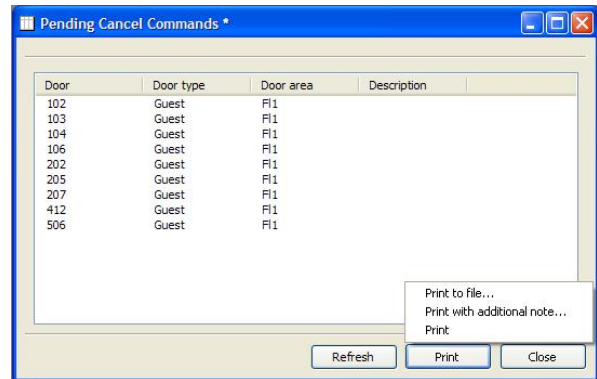 Pending Cancel Commands *
Door Door type Door area Description
102 Guest Fl1
103 Guest Fl1
104 Guest Fl1
106 Guest Fl1
202 Guest Fl1
205 Guest Fl1
207 Guest Fl1
412 Guest Fl1
506 Guest Fl1
Print to file...
Print with additional note...
Print
Refresh Print Close